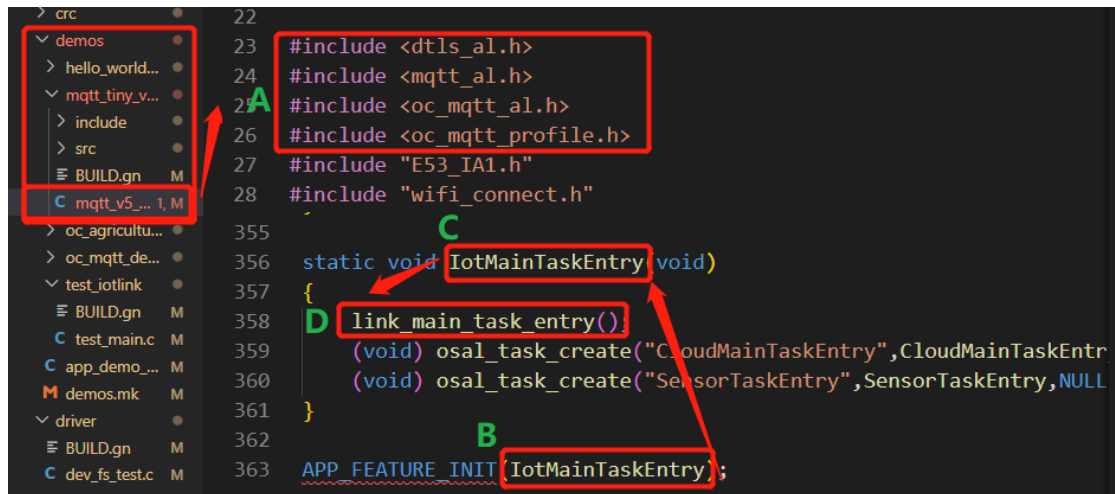 crc
demos
hello_world...
mqtt_tiny_v...
include
src
BUILD.gn M
mqtt_v5_... 1, M
oc_agricultu...
oc_mqtt_de...
test_iotlink
BUILD.gn M
test_main.c M
app_demo_... M
demos.mk M
driver
BUILD.gn M
dev_fs_test.c M
22
23 #include <dtls_al.h>
24 #include <mqtt_al.h>
A
25 #include <oc_mqtt_al.h>
26 #include <oc_mqtt_profile.h>
27 #include "E53_IA1.h"
28 #include "wifi_connect.h"
C
355
356 static void IotMainTaskEntry(void)
357 {
D
358 link_main_task_entry();
359 (void) osal_task_create("CloudMainTaskEntry",CloudMainTaskEntr
360 (void) osal_task_create("SensorTaskEntry",SensorTaskEntry,NULL
361 }
362
B
363 APP_FEATURE_INIT(IotMainTaskEntry);